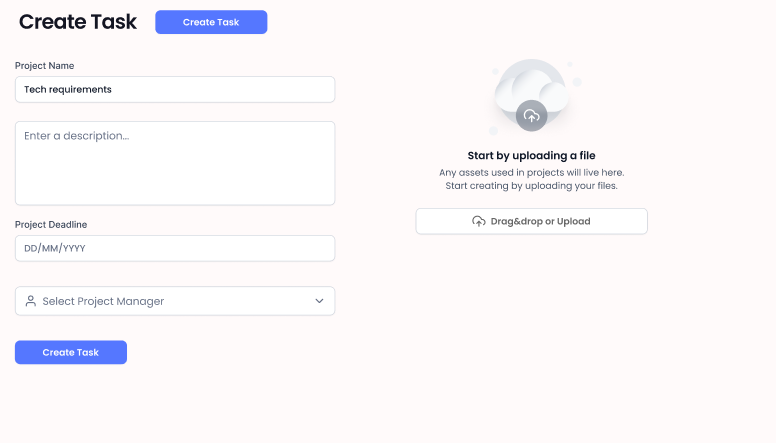 Create Task
Create Task
Project Name
Tech requirements
Enter a description...
Project Deadline
DD/MM/YYYY
Select Project Manager
Create Task
Start by uploading a file
Any assets used in projects will live here.
Start creating by uploading your files.
Drag&drop or Upload